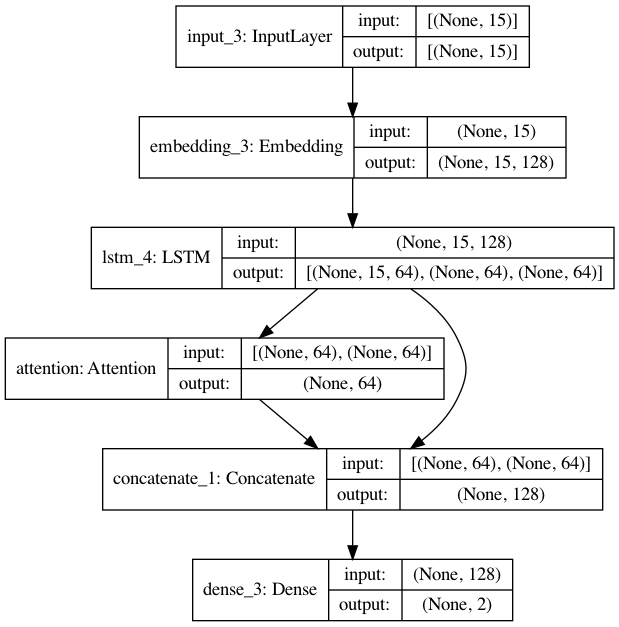 input_3: InputLayer
input:
[(None, 15)]
output:
[(None, 15)]
embedding_3: Embedding
input:
(None, 15)
output:
(None, 15, 128)
lstm_4: LSTM
input:
(None, 15, 128)
output:
[(None, 15, 64), (None, 64), (None, 64)]
attention: Attention
input:
[(None, 64), (None, 64)]
output:
(None, 64)
concatenate_1: Concatenate
input:
[(None, 64), (None, 64)]
output:
(None, 128)
dense_3: Dense
input:
(None, 128)
output:
(None, 2)